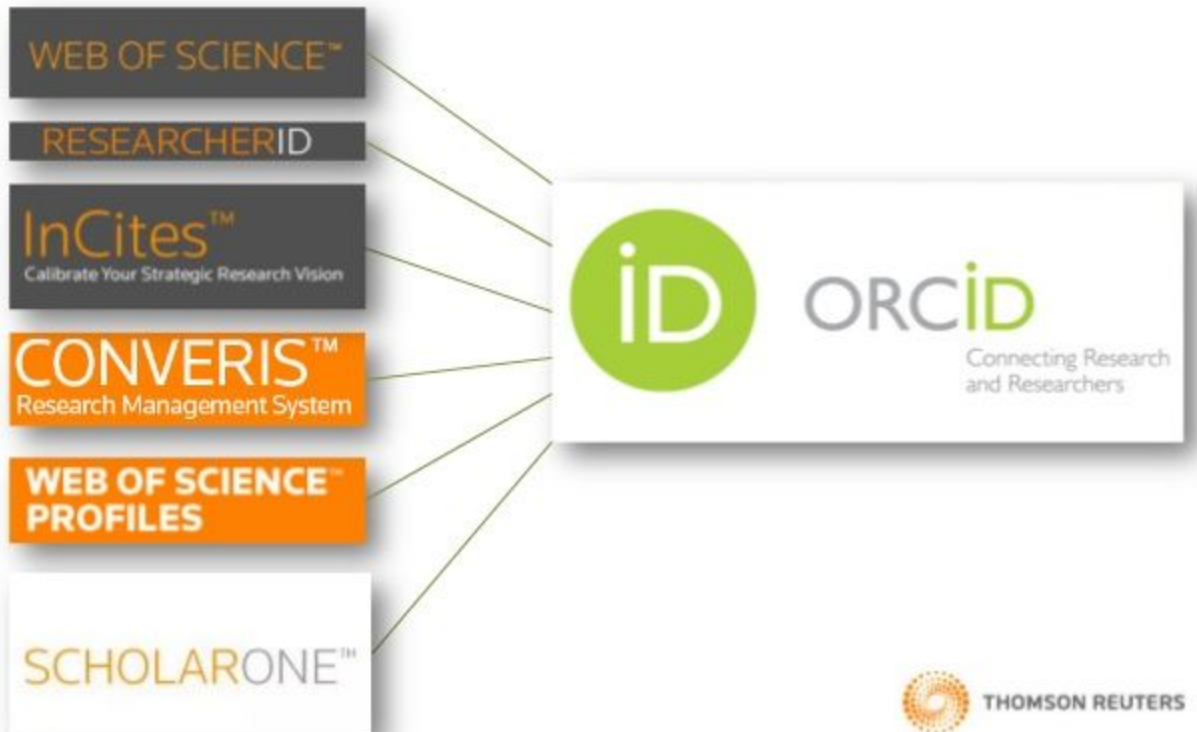 WEB OF SCIENCE™
RESEARCHERID
InCites™
Calibrate Your Strategic Research Vision
CONVERIS™
Research Management System
WEB OF SCIENCE™
PROFILES
SCHOLARONE™
iD
ORCiD
Connecting Research
and Researchers
THOMSON REUTERS